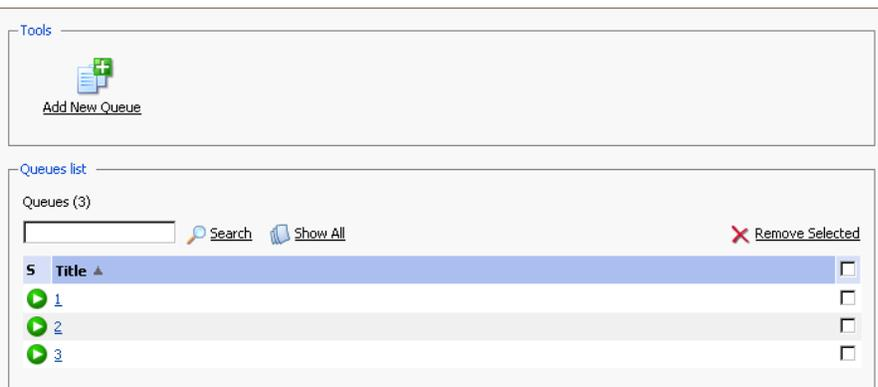 Tools
Add New Queue
Queues list
Queues (3)
Search Show All Remove Selected
S Title
1
2
3